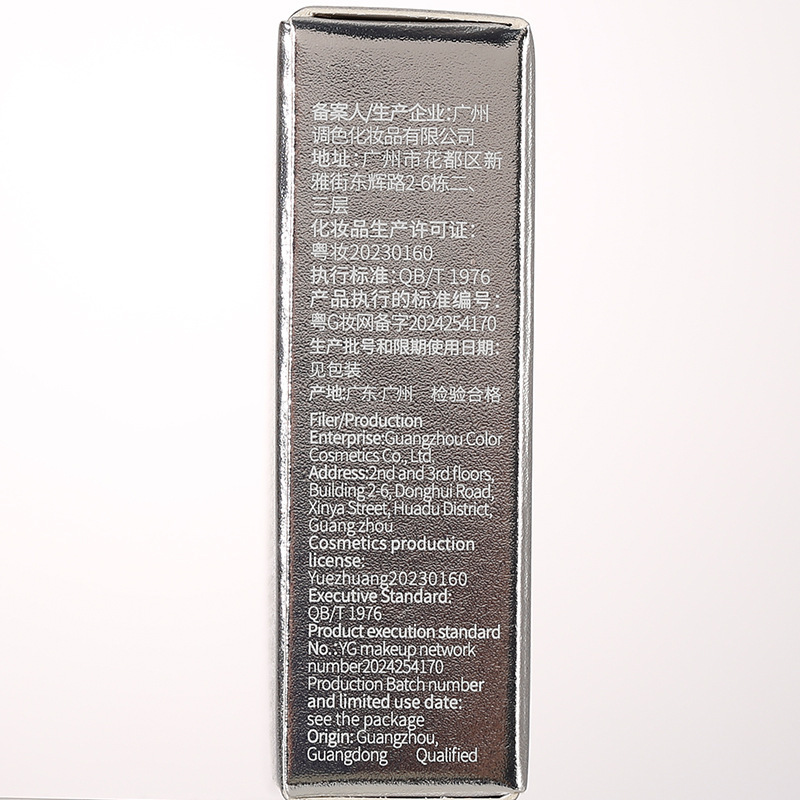 备案人/生产企业:广州
调色化妆品有限公司
地址:广州市花都区新
雅街东辉路2-6栋二、
三层
化妆品生产许可证:
粤妆20230160
执行标准:QB/T 1976
产品执行的标准编号:
粤G妆网备字2024254170
生产批号和限期使用日期:
见包装
产地:广东广州 检验合格
Filer/Production
Enterprise:Guangzhou Color
Cosmetics Co., Ltd
Address:2nd and 3rd floors,
Building 2-6, Donghui Road,
Xinya Street, Huadu District,
Guang zhou
Cosmetics production
license:
Yuezhuang20230160
Executive Standard:
QB/T 1976
Product execution standard
No.:YG makeup network
number2024254170
Production Batch number
and limited use date:
see the package
Origin: Guangzhou,
Guangdong Qualified